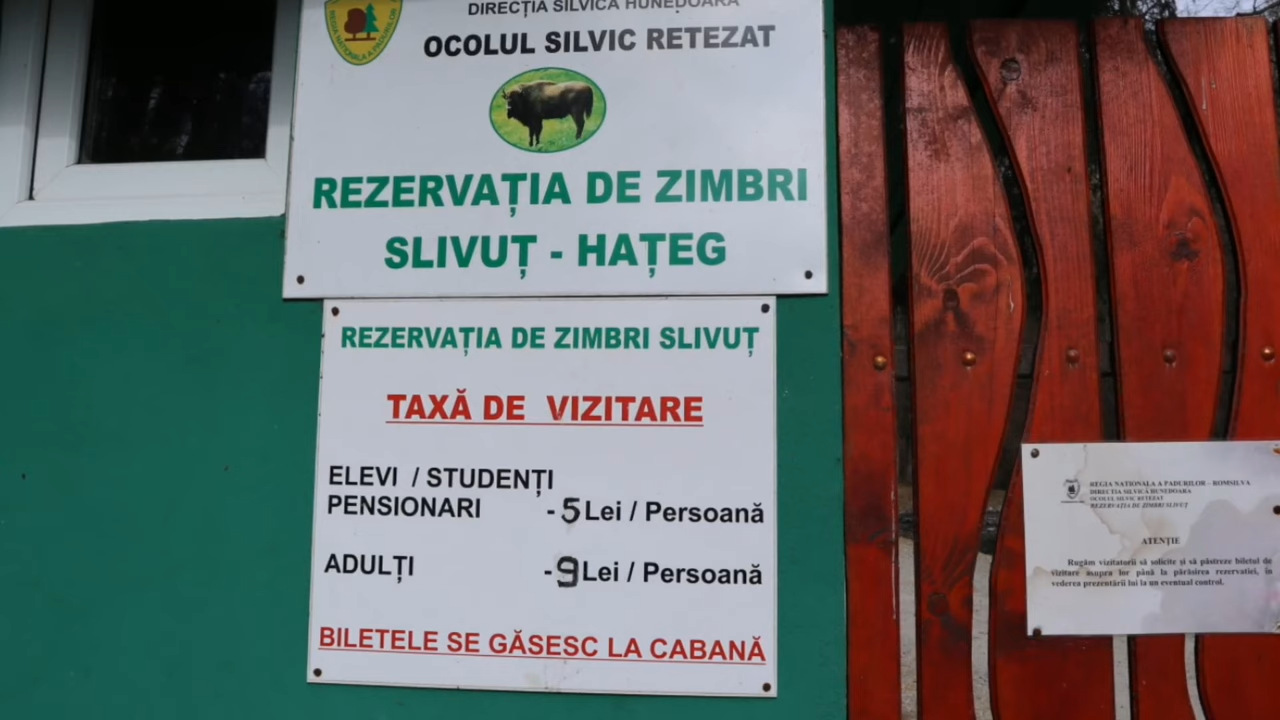 DIRECȚIA SILVICĂ HUNEDOARA
OCOLUL SILVIC RETEZAT
REZERVAȚIA DE ZIMBRI
SLIVUȚ - HAȚEG
REZERVAȚIA DE ZIMBRI SLIVUȚ
TAXĂ DE VIZITARE
ELEVI / STUDENȚI
PENSIONARI - 5 Lei / Persoană
ADULȚI - 9 Lei / Persoană
BILETELE SE GĂSESC LA CABANĂ
REGIA NATIONALA A PADURILOR - ROMSILVA
DIRECTIA SILVICĂ HUNEDOARA
OCOLUL SILVIC RETEZAT
REZERVAȚIA DE ZIMBRI SLIVUȚ
ATENȚIE
Rugăm vizitatorii să solicite și să păstreze biletul de
vizitare asupra lor până la părăsirea rezervatiei, în
vederea prezentării lui la un eventual control.